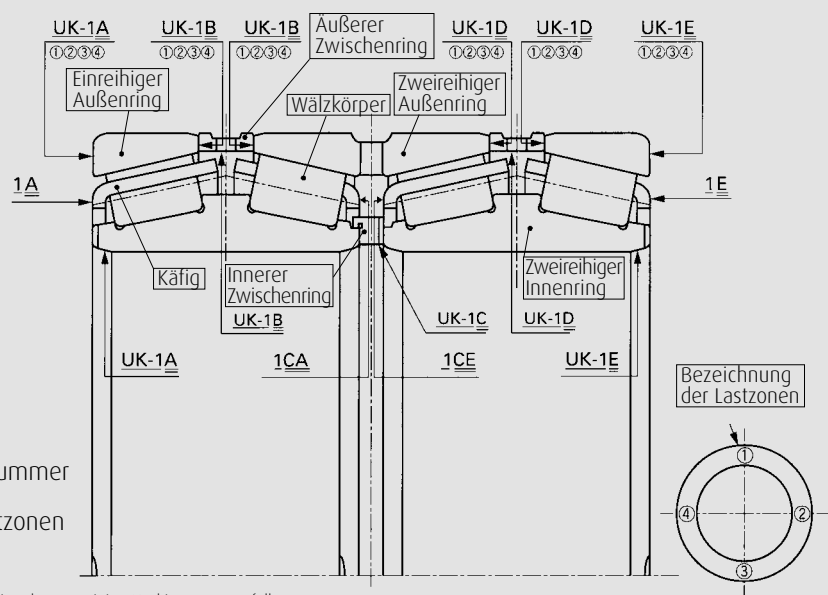 UK-1A UK-1B UK-1B Äußerer Zwischenring UK-1D UK-1D UK-1E
①②③④ ①②③④ ①②③④ ①②③④ ①②③④ ①②③④
Einreihiger
Außenring
Wälzkörper
Zweireihiger
Außenring
1A
1E
Käfig
Innerer
Zwischenring
Zweireihiger
Innenring
UK-1B
UK-1C
UK-1D
UK-1A
1CA
1CE
UK-1E
Bezeichnung
der Lastzonen
ummer
tzonen
①
④ ②
③